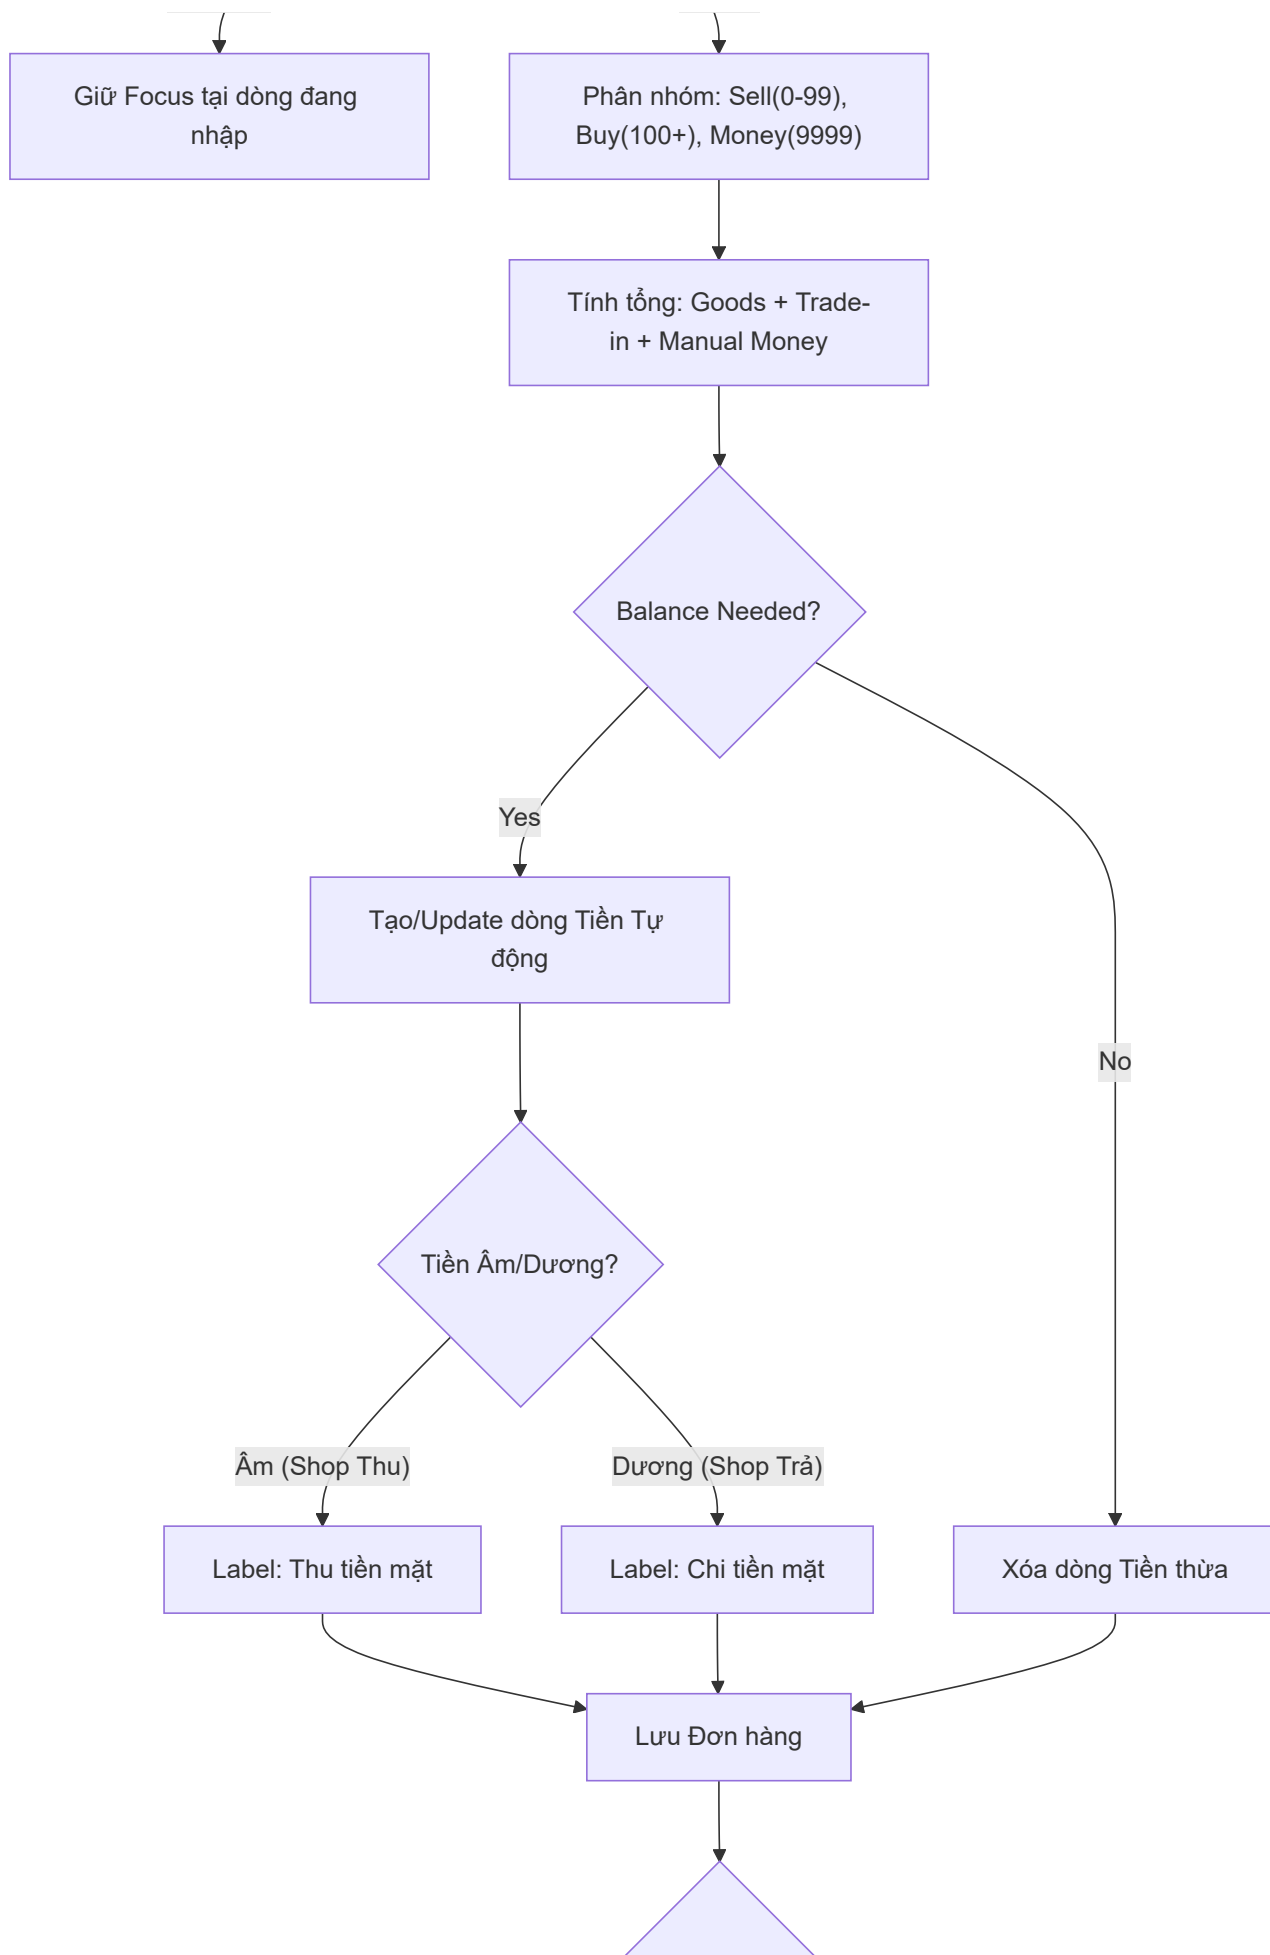 Giữ Focus tại dòng đang
nhập
Phân nhóm: Sell(0-99),
Buy(100+), Money(9999)
Tính tổng: Goods + Trade-
in + Manual Money
Balance Needed?
Yes
Tạo/Update dòng Tiền Tự
động
No
Tiền Âm/Dương?
Âm (Shop Thu)
Dương (Shop Trả)
Label: Thu tiền mặt
Label: Chi tiền mặt
Xóa dòng Tiền thừa
Lưu Đơn hàng